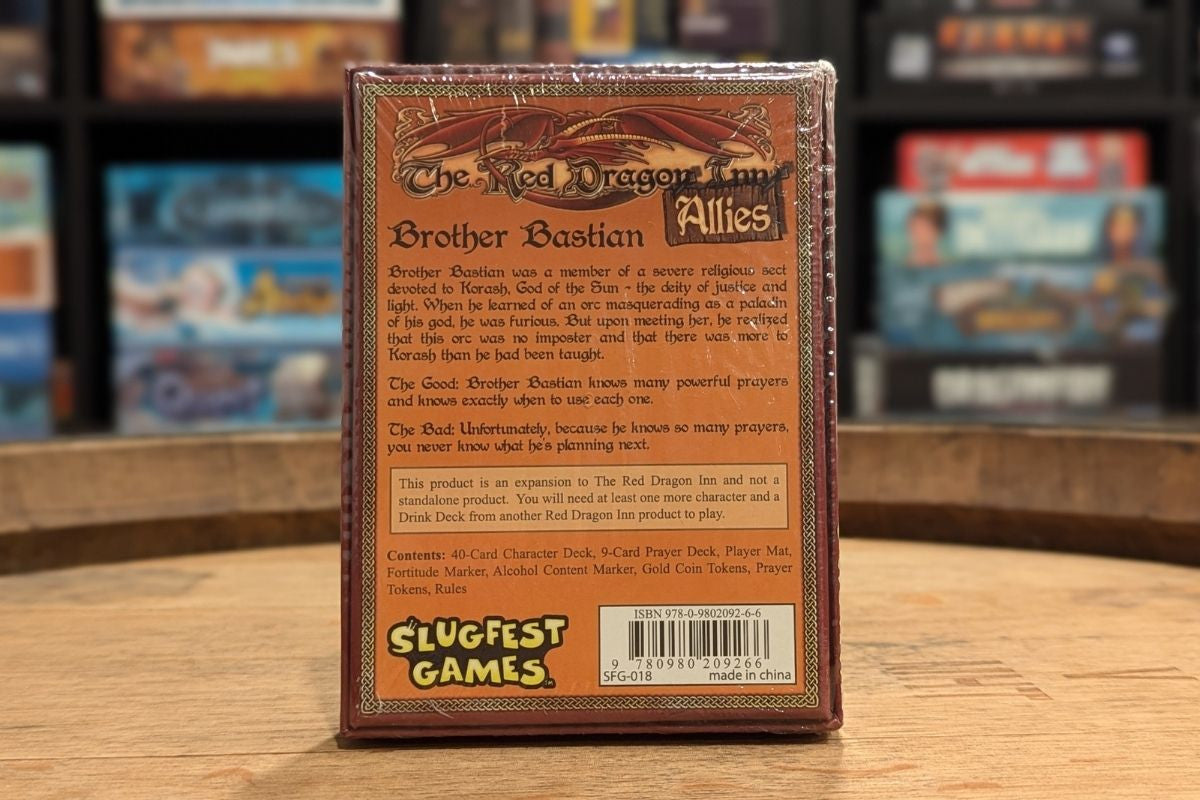 The Red Dragon Inn
Allies
Brother Bastian
Brother Bastian was a member of a severe religious sect
devoted to Korash, God of the Sun - the deity of justice and
light. When he learned of an orc masquerading as a paladin
of his god, he was furious. But upon meeting her, he realized
that this orc was no imposter and that there was more to
Korash than he had been taught.
The Good: Brother Bastian knows many powerful prayers
and knows exactly when to use each one.
The Bad: Unfortunately, because he knows so many prayers,
you never know what he's planning next.
This product is an expansion to The Red Dragon Inn and not a
standalone product. You will need at least one more character and a
Drink Deck from another Red Dragon Inn product to play.
Contents: 40-Card Character Deck, 9-Card Prayer Deck, Player Mat,
Fortitude Marker, Alcohol Content Marker, Gold Coin Tokens, Prayer
Tokens, Rules
SLUGFEST
GAMES
ISBN 978-0-9802092-6-6
9 780980 209266
SFG-018 made in china